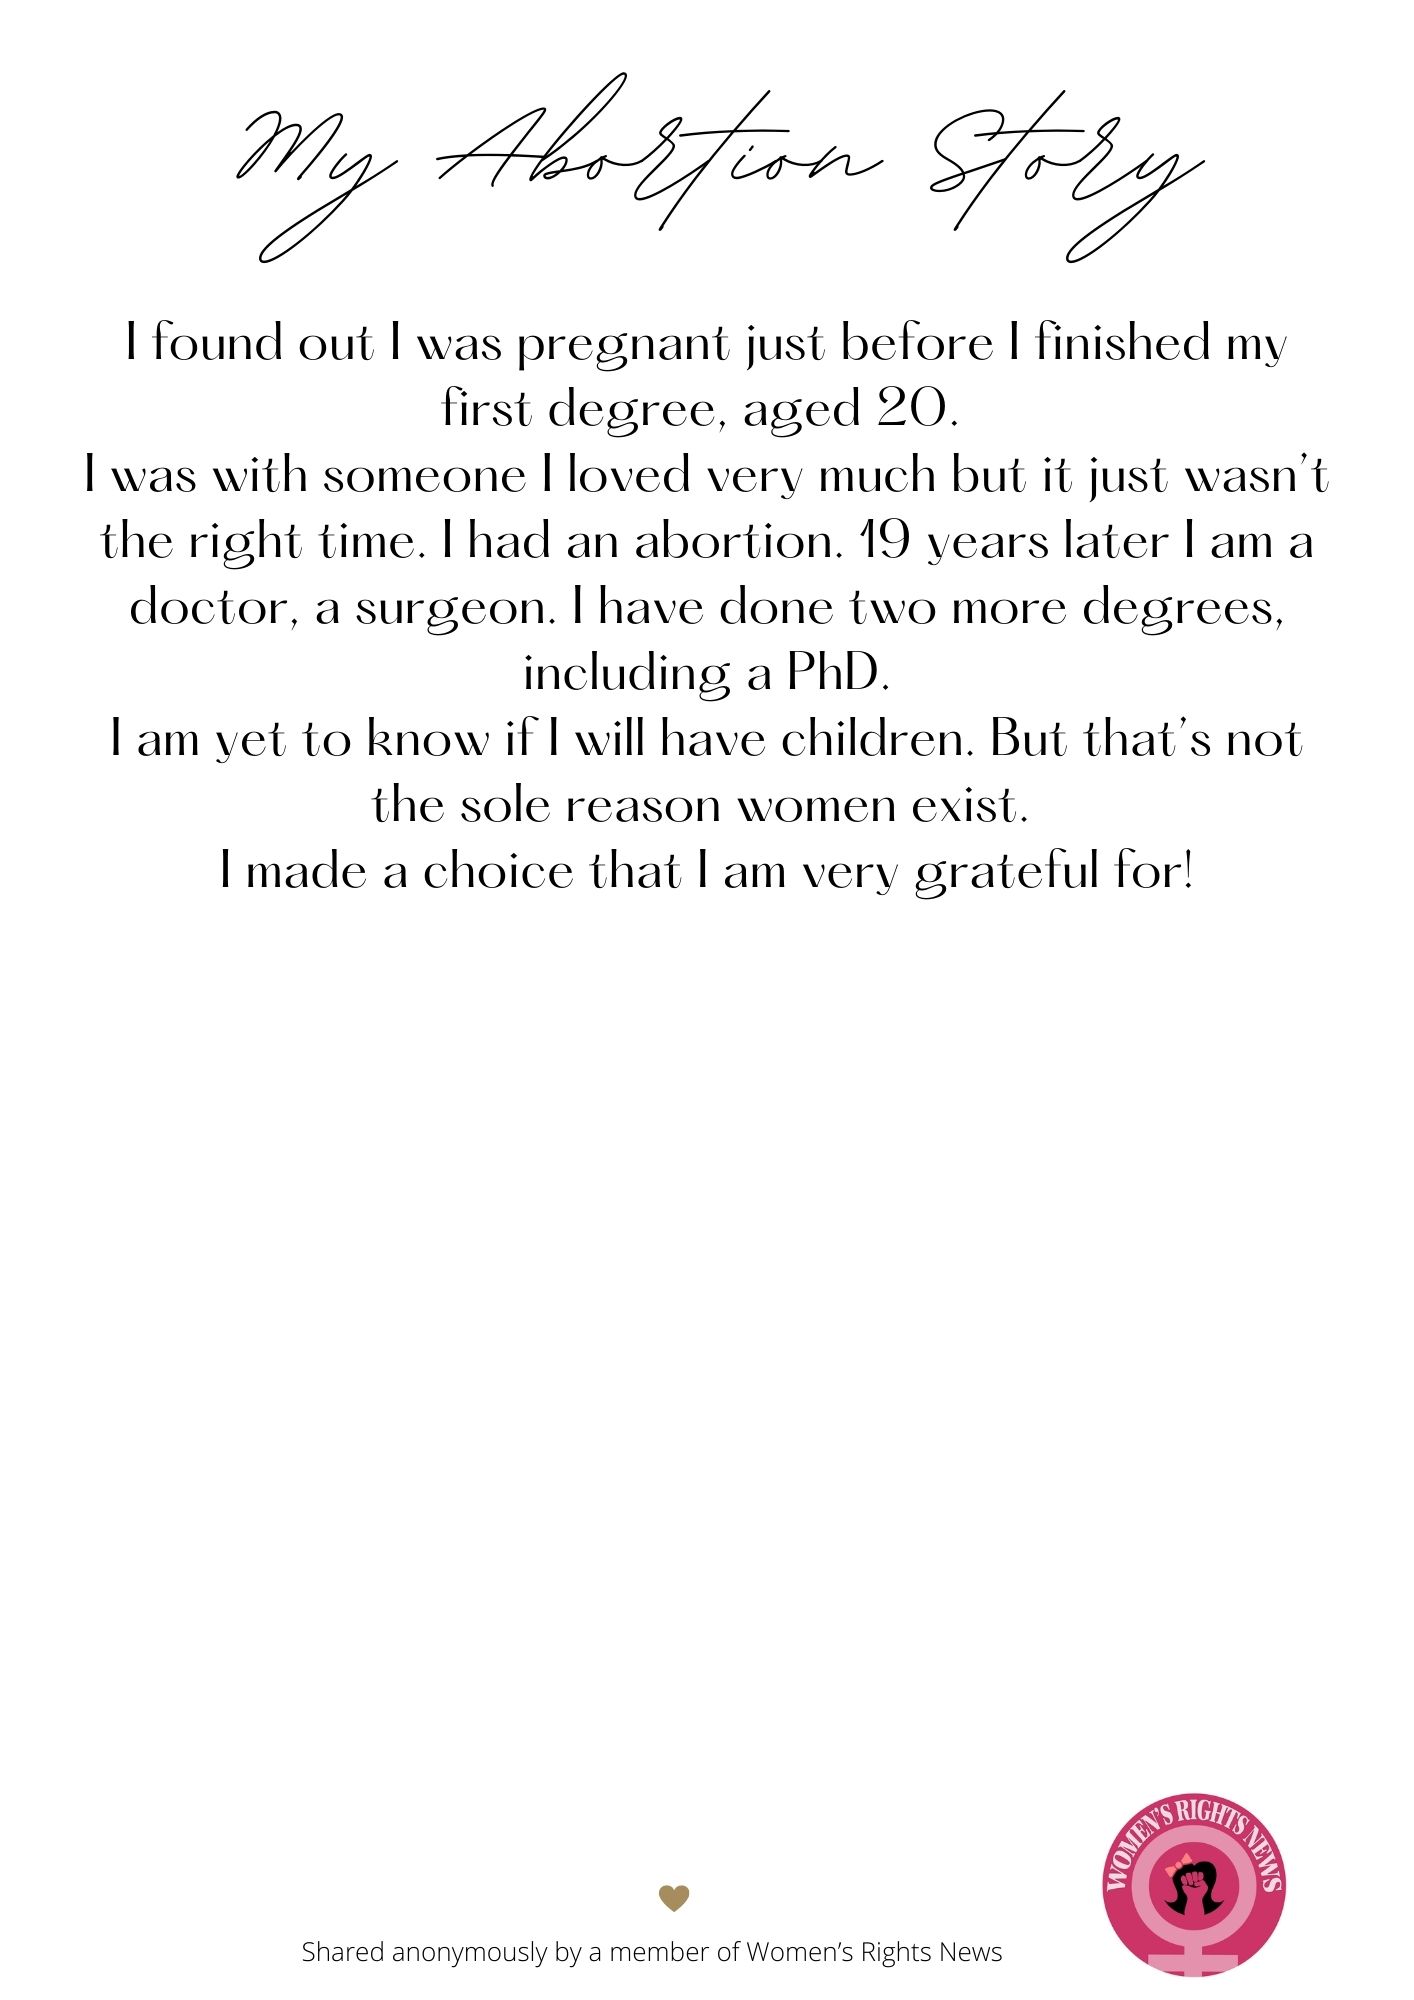 My Abortion Story
I found out I was pregnant just before I finished my
first degree, aged 20.
I was with someone I loved very much but it just wasn't
the right time. I had an abortion. 19 years later I am a
doctor, a surgeon. I have done two more degrees,
including a PhD.
I am yet to know if I will have children. But that's not
the sole reason women exist.
I made a choice that I am very grateful for!
WOMEN'S RIGHTS NEWS
Shared anonymously by a member of Women's Rights News